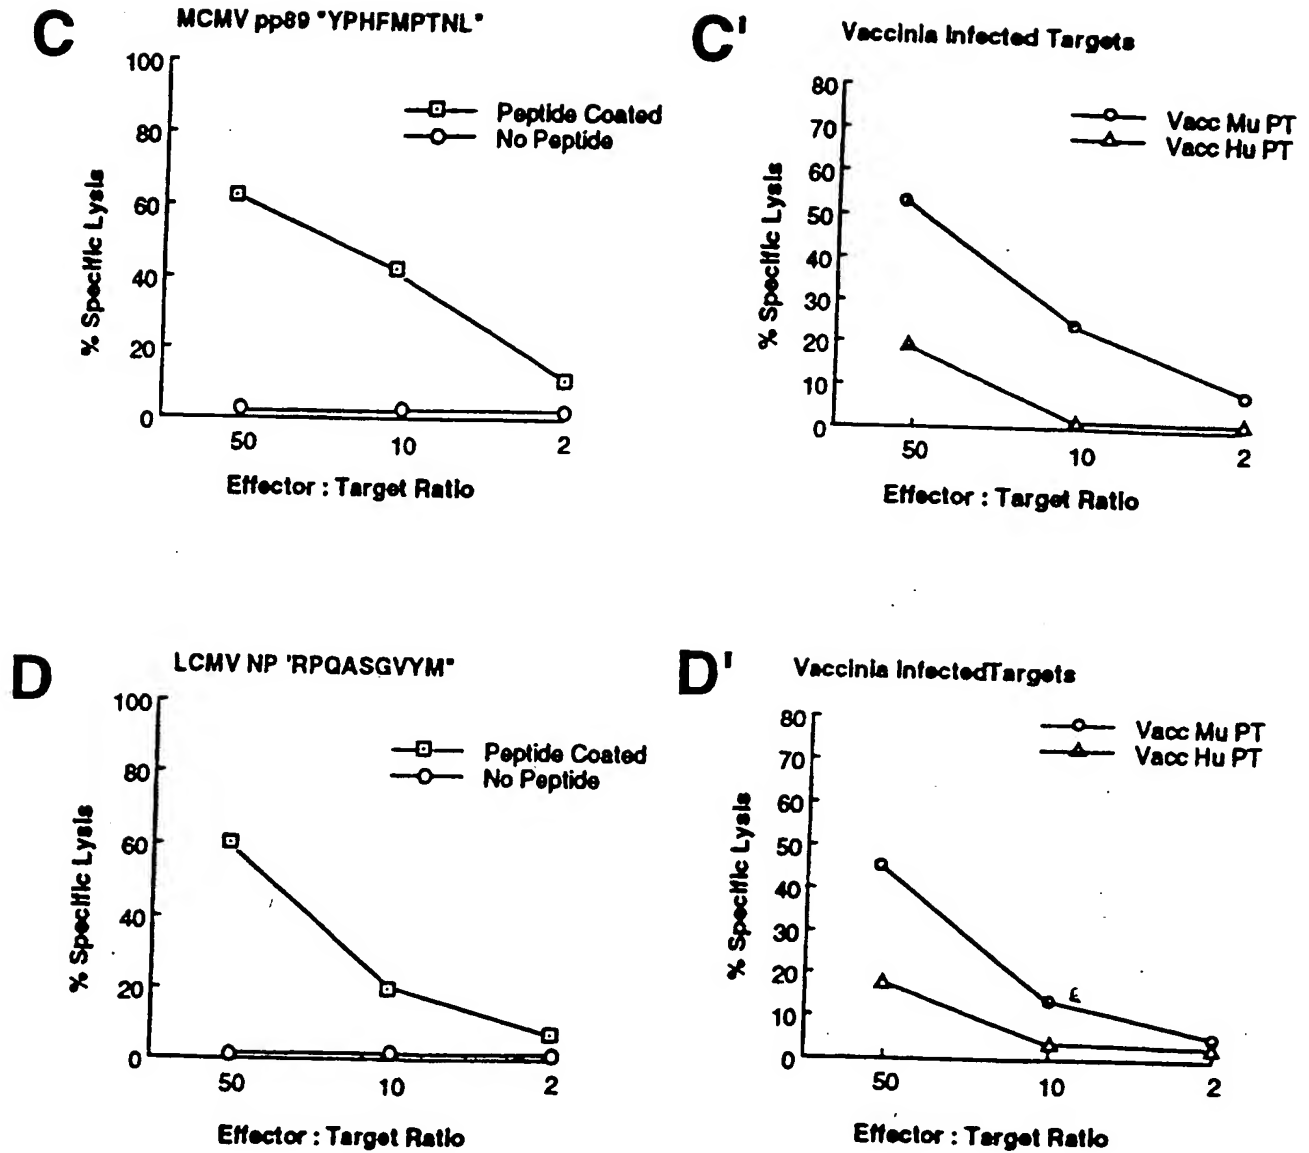 C
MCMV pp89 "YPHFMPTNL"
100
80
60
40
20
0
% Specific Lysis
Peptide Coated
No Peptide
50 10 2
Effector : Target Ratio
C'
Vaccinia Infected Targets
80
70
60
50
40
30
20
10
0
% Specific Lysis
Vacc Mu PT
Vacc Hu PT
50 10 2
Effector : Target Ratio
D
LCMV NP 'RPQASGVYM"
100
80
60
40
20
0
% Specific Lysis
Peptide Coated
No Peptide
50 10 2
Effector : Target Ratio
D'
Vaccinia InfectedTargets
80
70
60
50
40
30
20
10
0
% Specific Lysis
Vacc Mu PT
Vacc Hu PT
50 10 2
Effector : Target Ratio